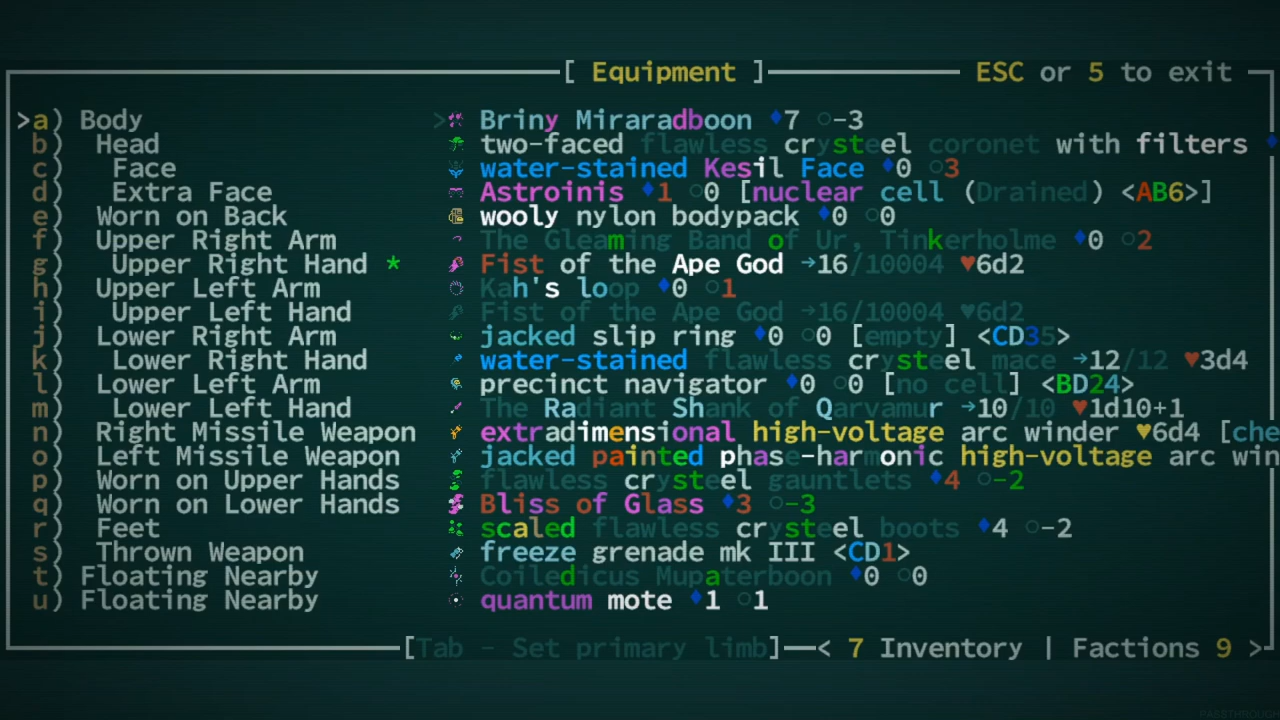 [ Equipment ] ESC or 5 to exit
>a) Body > Briny Miraradboon ♦7 ○-3
b) Head two-faced flawless crysteel coronet with filters ♦
c) Face water-stained Kesil Face ♦0 ○3
d) Extra Face Astroinis ♦1 ○0 [nuclear cell (Drained) <AB6>]
e) Worn on Back wooly nylon bodypack ♦0 ○0
f) Upper Right Arm The Gleaming Band of Ur, Tinkerholme ♦0 ○2
g) Upper Right Hand * Fist of the Ape God →16/10004 ♥6d2
h) Upper Left Arm Kah's loop ♦0 ○1
i) Upper Left Hand Fist of the Ape God →16/10004 ♥6d2
j) Lower Right Arm jacked slip ring ♦0 ○0 [empty] <CD35>
k) Lower Right Hand water-stained flawless crysteel mace →12/12 ♥3d4
l) Lower Left Arm precinct navigator ♦0 ○0 [no cell] <BD24>
m) Lower Left Hand The Radiant Shank of Qarvamur →10/10 ♥1d10+1
n) Right Missile Weapon extradimensional high-voltage arc winder ♥6d4 [che
o) Left Missile Weapon jacked painted phase-harmonic high-voltage arc win
p) Worn on Upper Hands flawless crysteel gauntlets ♦4 ○-2
q) Worn on Lower Hands Bliss of Glass ♦3 ○-3
r) Feet scaled flawless crysteel boots ♦4 ○-2
s) Thrown Weapon freeze grenade mk III <CD1>
t) Floating Nearby Coiledicus Mupaterboon ♦0 ○0
u) Floating Nearby quantum mote ♦1 ○1
[Tab - Set primary limb] < 7 Inventory | Factions 9 >